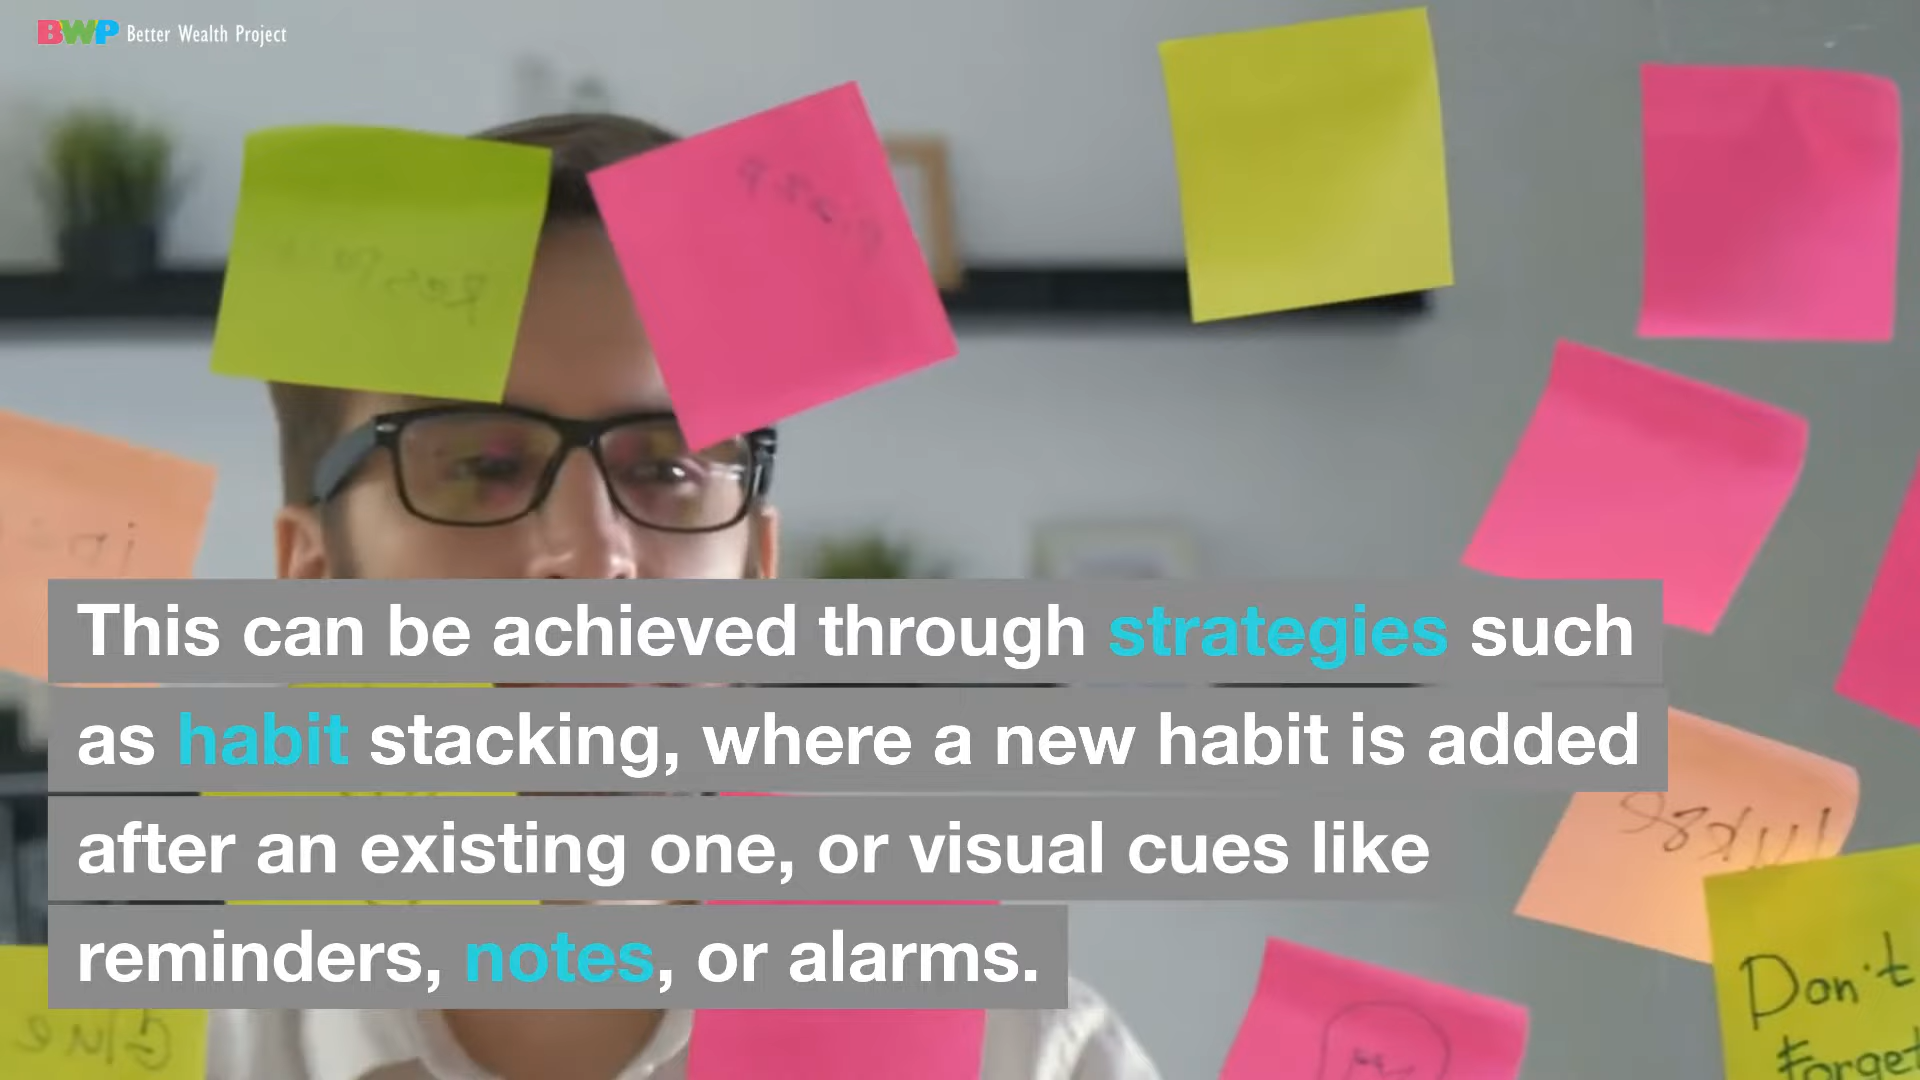 BWP Better Wealth Project
This can be achieved through strategies such
as habit stacking, where a new habit is added
after an existing one, or visual cues like
reminders, notes, or alarms.
Don't
Forget